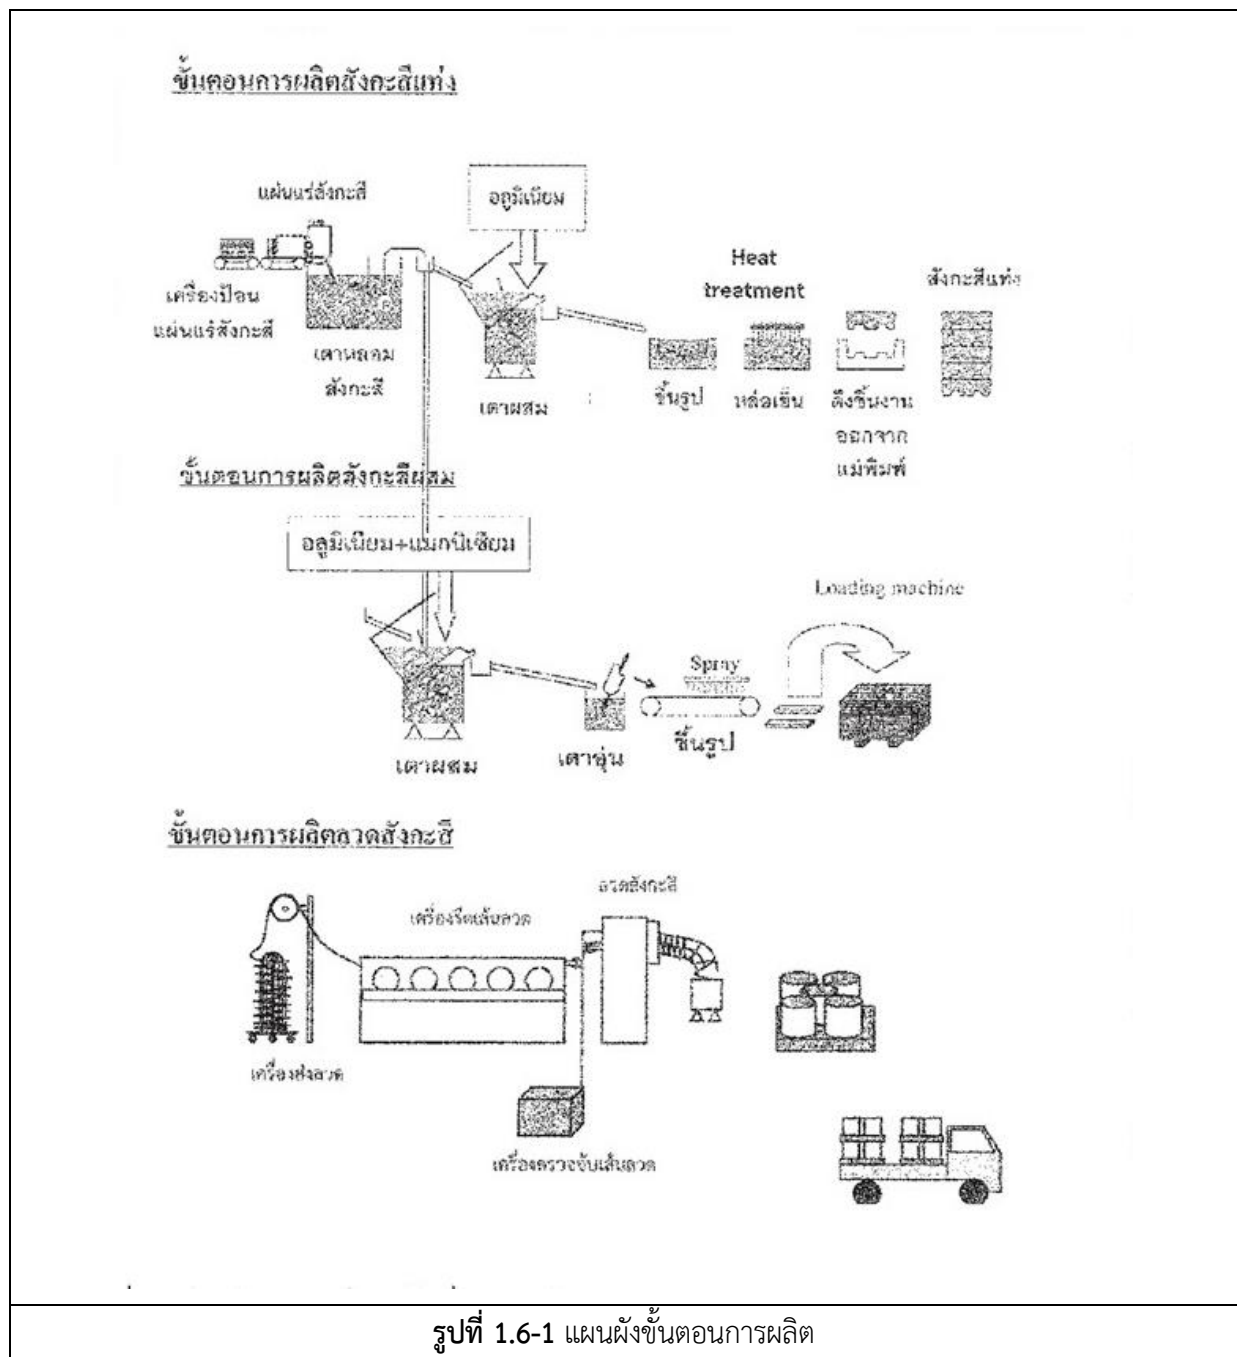 ขั้นตอนการผลิตสังกะสีแท่ง
แผ่นแร่สังกะสี
อลูมิเนียม
เครื่องป้อน
แผ่นแร่สังกะสี
เตาหลอม
สังกะสี
เตาผสม
Heat
treatment
สังกะสีแท่ง
ขึ้นรูป
หล่อเย็น
ดึงชิ้นงาน
ออกจาก
แม่พิมพ์
ขั้นตอนการผลิตสังกะสีผสม
อลูมิเนียม+แมกนีเซียม
Loading machine
Spray
เตาผสม
เตาอุ่น
ขึ้นรูป
ขั้นตอนการผลิตลวดสังกะสี
ลวดสังกะสี
เครื่องรีดเส้นลวด
เครื่องส่งลวด
เครื่องตรวจจับเส้นลวด
รูปที่ 1.6-1 แผนผังขั้นตอนการผลิต